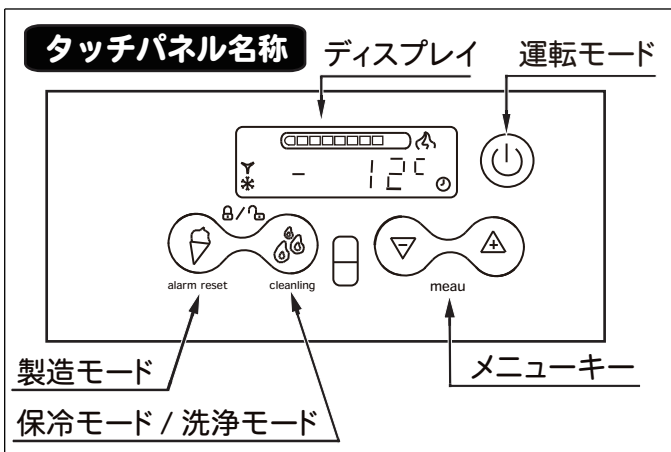 タッチパネル名称
ディスプレイ
運転モード
- 12°C
alarm reset
cleanling
meau
製造モード
メニューキー
保冷モード / 洗浄モード